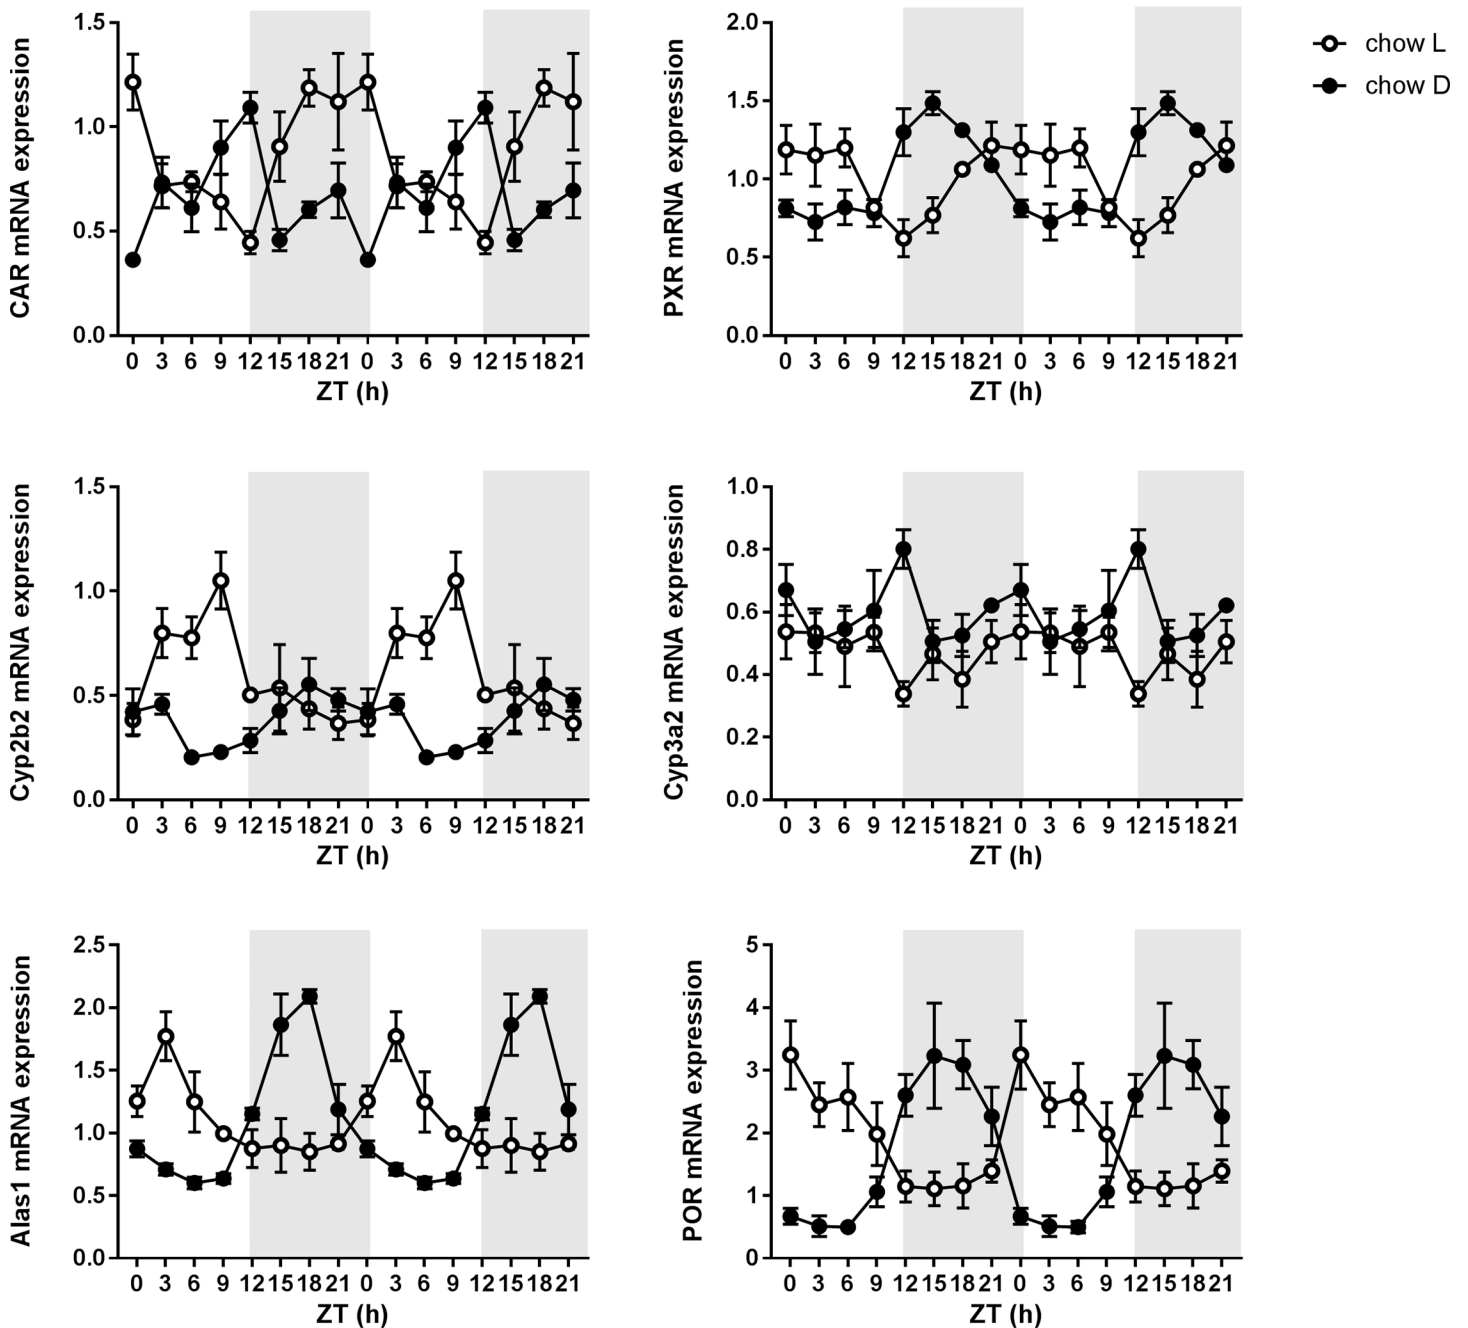 1.5
1.0
0.5
0.0
CAR mRNA expression
0 3 6 9 12 15 18 21 0 3 6 9 12 15 18 21
ZT (h)
2.0
1.5
1.0
0.5
0.0
PXR mRNA expression
0 3 6 9 12 15 18 21 0 3 6 9 12 15 18 21
ZT (h)
chow L
chow D
1.5
1.0
0.5
0.0
Cyp2b2 mRNA expression
0 3 6 9 12 15 18 21 0 3 6 9 12 15 18 21
ZT (h)
1.0
0.8
0.6
0.4
0.2
0.0
Cyp3a2 mRNA expression
0 3 6 9 12 15 18 21 0 3 6 9 12 15 18 21
ZT (h)
2.5
2.0
1.5
1.0
0.5
0.0
Alas1 mRNA expression
0 3 6 9 12 15 18 21 0 3 6 9 12 15 18 21
ZT (h)
5
4
3
2
1
0
POR mRNA expression
0 3 6 9 12 15 18 21 0 3 6 9 12 15 18 21
ZT (h)